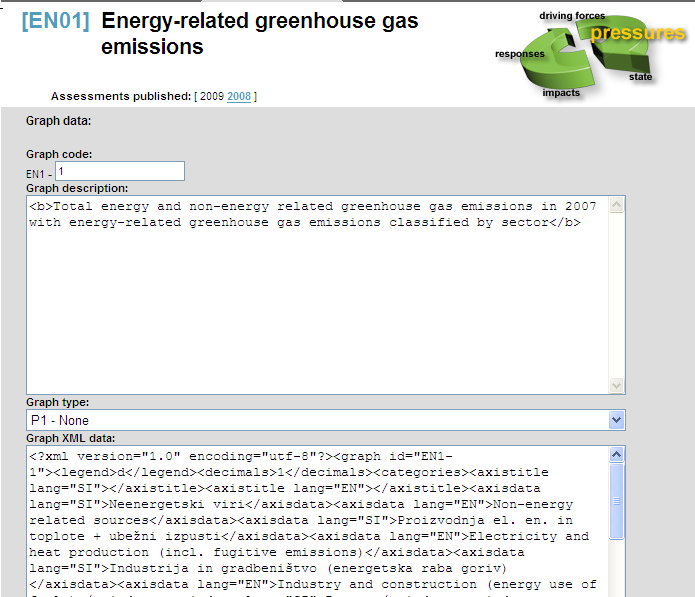 [EN01] Energy-related greenhouse gas
emissions
driving forces
pressures
responses
state
impacts
Assessments published: [ 2009 2008 ]
Graph data:
Graph code:
EN1 - 1
Graph description:
<b>Total energy and non-energy related greenhouse gas emissions in 2007
with energy-related greenhouse gas emissions classified by sector</b>
Graph type:
P1 - None
Graph XML data:
<?xml version="1.0" encoding="utf-8"?><graph id="EN1-
1"><legend>d</legend><decimals>1</decimals><categories><axistitle
lang="SI"></axistitle><axistitle lang="EN"></axistitle><axisdata
lang="SI">Neenergetski viri</axisdata><axisdata lang="EN">Non-energy
related sources</axisdata><axisdata lang="SI">Proizvodnja el. en. in
toplote + ubežni izpusti</axisdata><axisdata lang="EN">Electricity and
heat production (incl. fugitive emissions)</axisdata><axisdata
lang="SI">Industrija in gradbeništvo (energetska raba goriv)
</axisdata><axisdata lang="EN">Industry and construction (energy use of